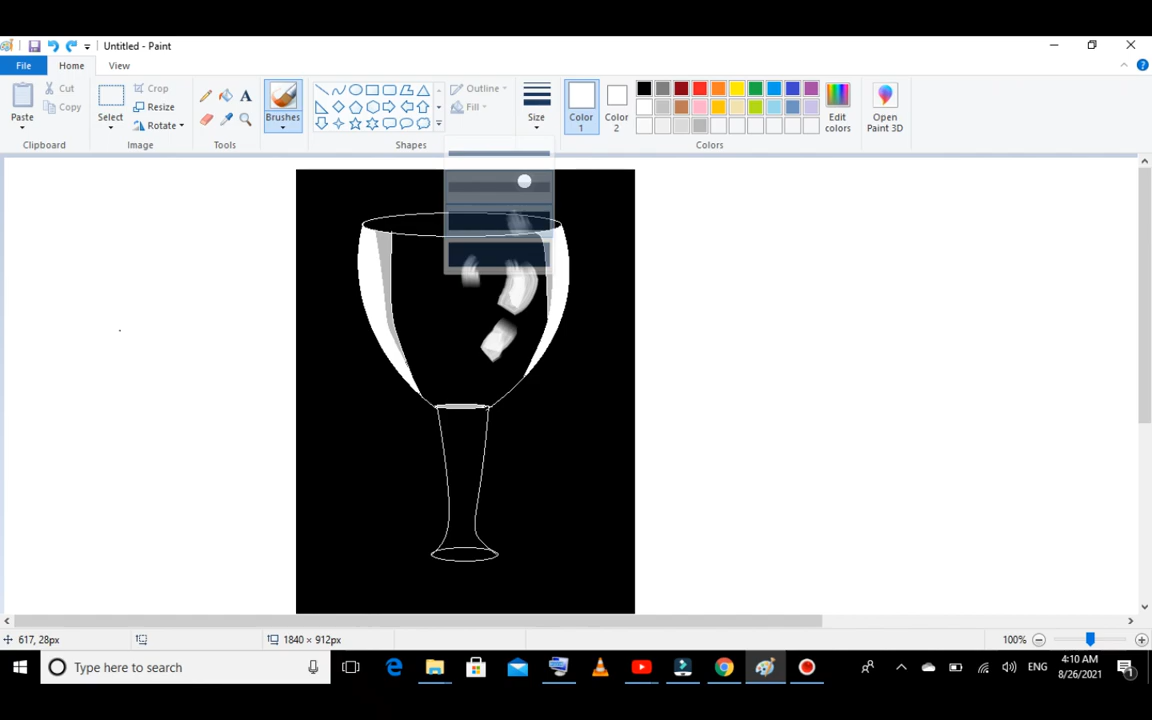 Untitled - Paint
File Home View
Cut
Copy
Paste
Clipboard
Select
Crop
Resize
Rotate
Image
Tools
Brushes
Outline
Fill
Shapes
Size
Color 1
Color 2
Edit colors
Colors
Open Paint 3D
617, 28px
1840 × 912px
100%
Type here to search
ENG
4:10 AM
8/26/2021
1